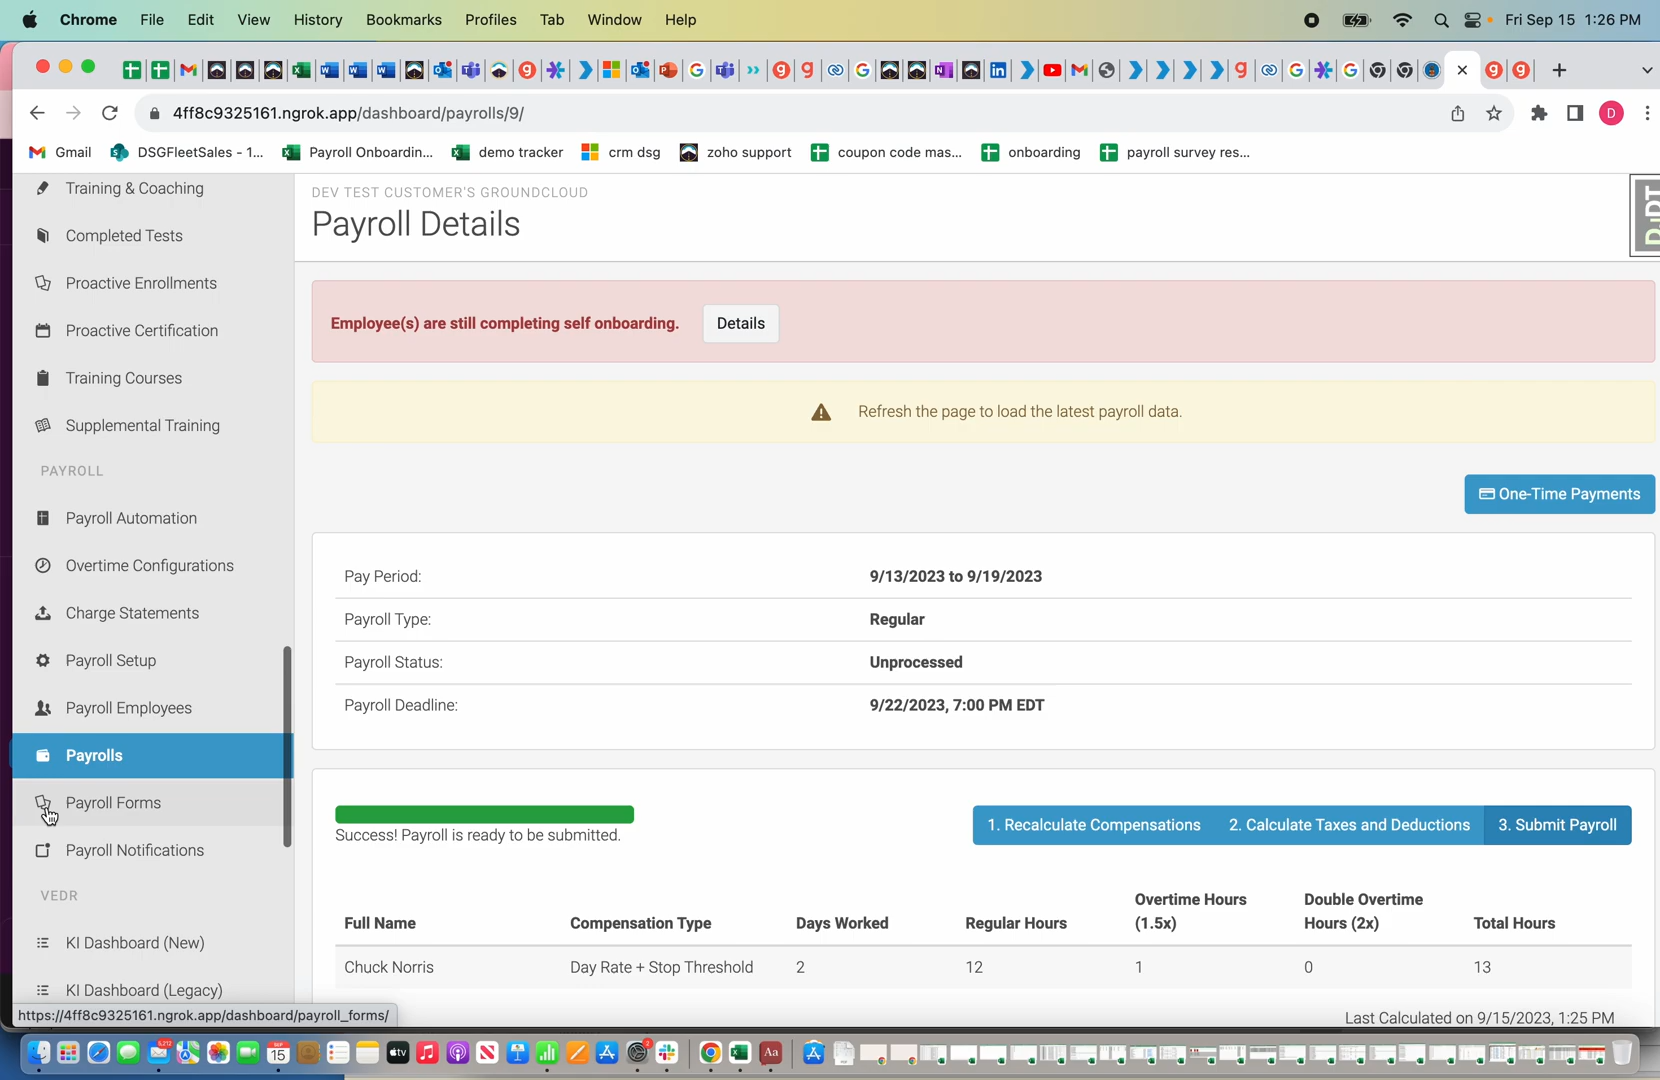 Chrome File Edit View History Bookmarks Profiles Tab Window Help
Fri Sep 15 1:26 PM
4ff8c9325161.ngrok.app/dashboard/payrolls/9/
D
Gmail
DSGFleetSales - 1...
Payroll Onboardin...
demo tracker
crm dsg
zoho support
coupon code mas...
onboarding
payroll survey res...
Training & Coaching
Completed Tests
Proactive Enrollments
Proactive Certification
Training Courses
Supplemental Training
PAYROLL
Payroll Automation
Overtime Configurations
Charge Statements
Payroll Setup
Payroll Employees
Payrolls
Payroll Forms
Payroll Notifications
VEDR
KI Dashboard (New)
KI Dashboard (Legacy)
https://4ff8c9325161.ngrok.app/dashboard/payroll_forms/
DEV TEST CUSTOMER'S GROUNDCLOUD
Payroll Details
Employee(s) are still completing self onboarding.
Details
Refresh the page to load the latest payroll data.
One-Time Payments
Pay Period: 9/13/2023 to 9/19/2023
Payroll Type: Regular
Payroll Status: Unprocessed
Payroll Deadline: 9/22/2023, 7:00 PM EDT
Success! Payroll is ready to be submitted.
1. Recalculate Compensations
2. Calculate Taxes and Deductions
3. Submit Payroll
Full Name Compensation Type Days Worked Regular Hours Overtime Hours (1.5x) Double Overtime Hours (2x) Total Hours
Chuck Norris Day Rate + Stop Threshold 2 12 1 0 13
Last Calculated on 9/15/2023, 1:25 PM